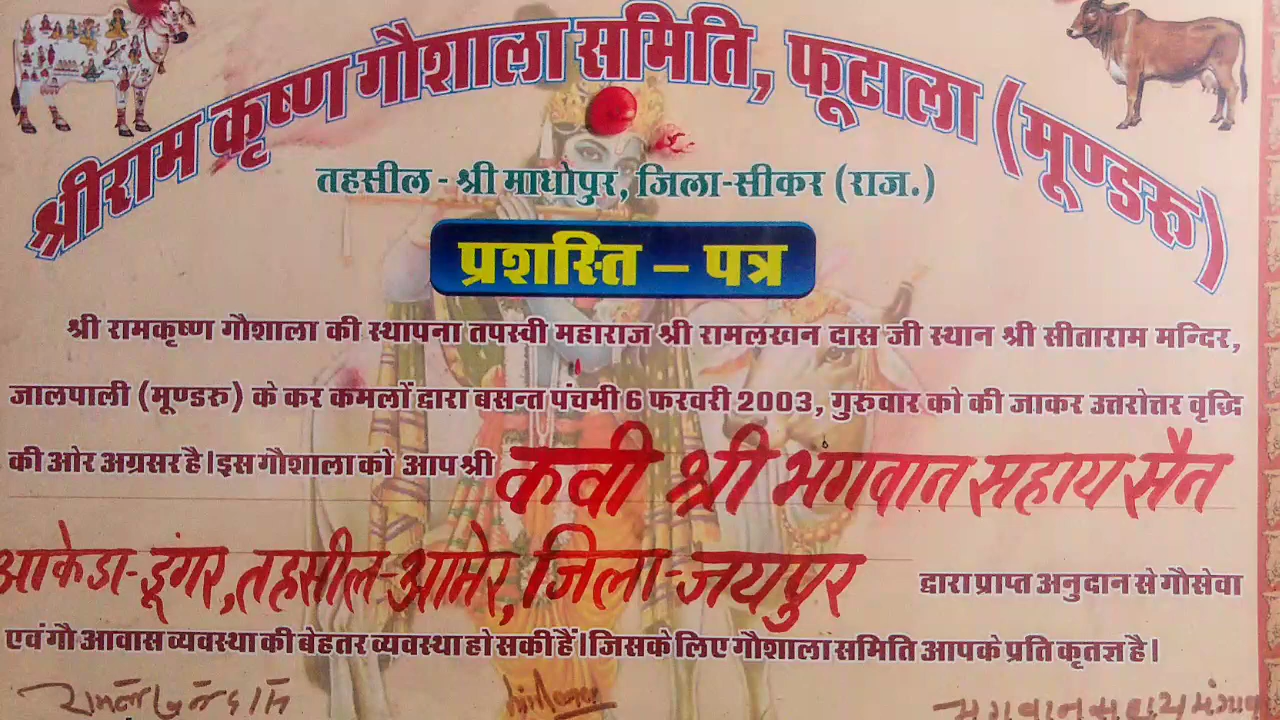 श्रीराम कृष्ण गौशाला समिति, फूटाला (मूण्डरू)
तहसील - श्री माधोपुर, जिला-सीकर (राज.)
प्रशस्ति – पत्र
श्री रामकृष्ण गौशाला की स्थापना तपस्वी महाराज श्री रामलखन दास जी स्थान श्री सीताराम मन्दिर,
जालपाली (मूण्डरू) के कर कमलों द्वारा बसन्त पंचमी 6 फरवरी 2003, गुरुवार को की जाकर उत्तरोत्तर वृद्धि
की ओर अग्रसर है। इस गौशाला को आप श्री कवी श्री भगवान सहाय सैन
आकेडा-डूंगर, तहसील-आमेर, जिला-जयपुर द्वारा प्राप्त अनुदान से गौसेवा
एवं गौ आवास व्यवस्था की बेहतर व्यवस्था हो सकी हैं। जिसके लिए गौशाला समिति आपके प्रति कृतज्ञ है।